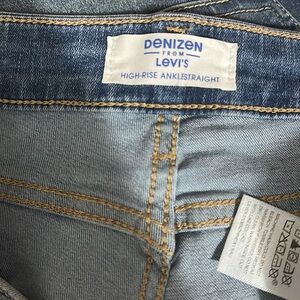 DENIZEN
FROM
LEVI'S
HIGH-RISE ANKLESTRAIGHT